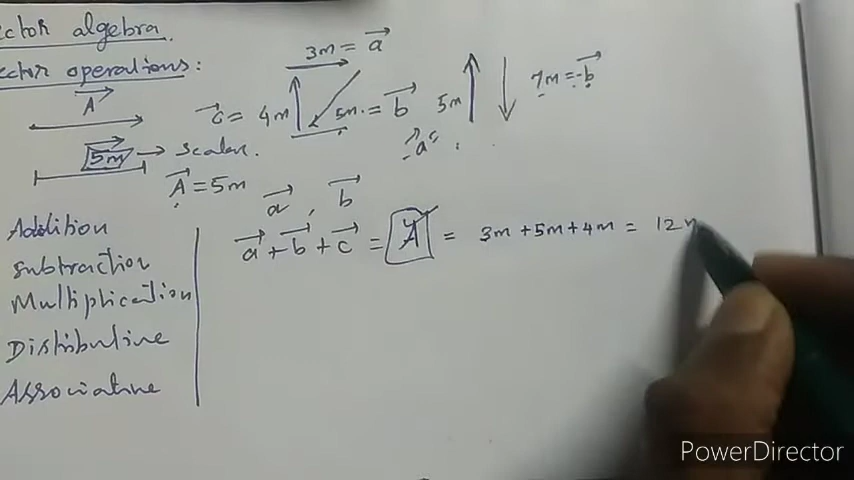 ector algebra.
ector operations:
A
5m → scalar.
A = 5m
3m = a
c = 4m
5m = b
5m
7m = -b
a
a , b
Addition
Subtraction
Multiplication
Distributive
Associative
a + b + c = A = 3m + 5m + 4m = 12
PowerDirector